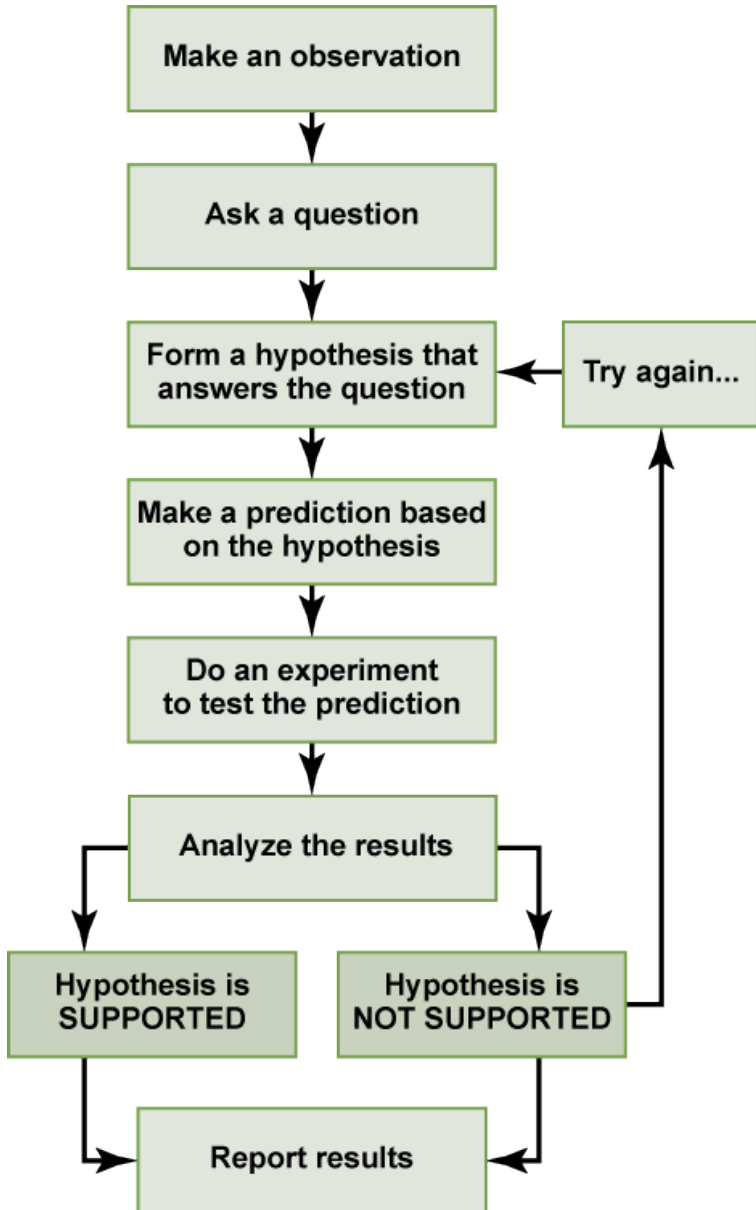 Make an observation
Ask a question
Form a hypothesis that
answers the question
Try again...
Make a prediction based
on the hypothesis
Do an experiment
to test the prediction
Analyze the results
Hypothesis is
SUPPORTED
Hypothesis is
NOT SUPPORTED
Report results